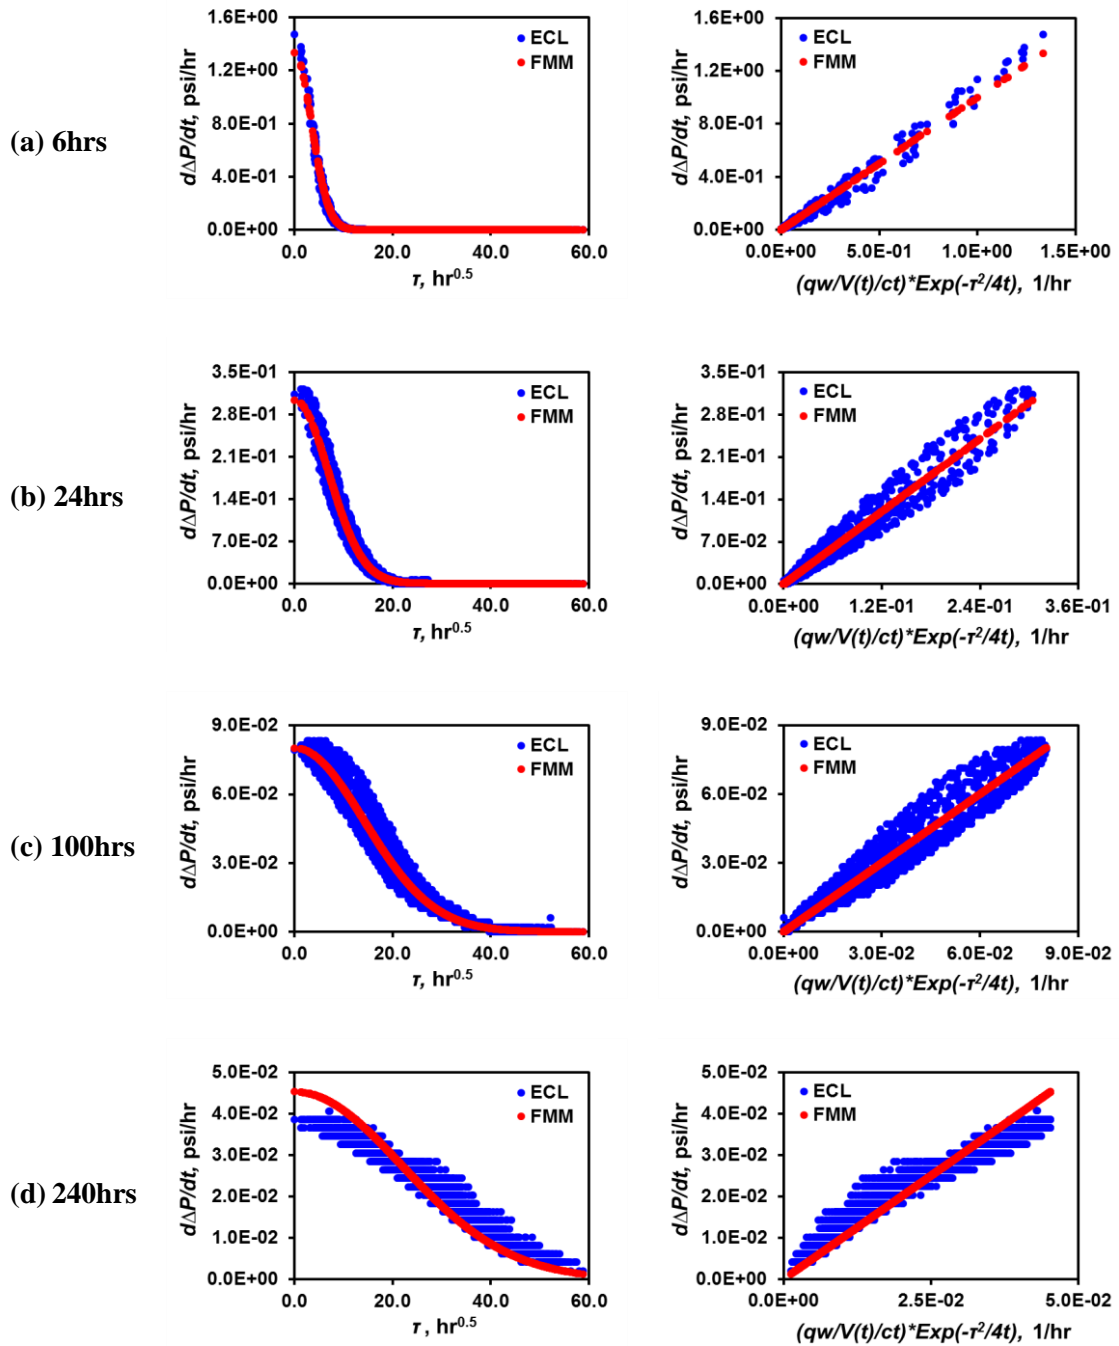 (a) 6hrs
dΔP/dt, psi/hr
1.6E+00
1.2E+00
8.0E-01
4.0E-01
0.0E+00
ECL
FMM
0.0 20.0 40.0 60.0
τ, hr0.5
dΔP/dt, psi/hr
1.6E+00
1.2E+00
8.0E-01
4.0E-01
0.0E+00
ECL
FMM
0.0E+00 5.0E-01 1.0E+00 1.5E+00
(qw/V(t)/ct)*Exp(-τ2/4t), 1/hr
(b) 24hrs
dΔP/dt, psi/hr
3.5E-01
2.8E-01
2.1E-01
1.4E-01
7.0E-02
0.0E+00
ECL
FMM
0.0 20.0 40.0 60.0
τ, hr0.5
dΔP/dt, psi/hr
3.5E-01
2.8E-01
2.1E-01
1.4E-01
7.0E-02
0.0E+00
ECL
FMM
0.0E+00 1.2E-01 2.4E-01 3.6E-01
(qw/V(t)/ct)*Exp(-τ2/4t), 1/hr
(c) 100hrs
dΔP/dt, psi/hr
9.0E-02
6.0E-02
3.0E-02
0.0E+00
ECL
FMM
0.0 20.0 40.0 60.0
τ, hr0.5
dΔP/dt, psi/hr
9.0E-02
6.0E-02
3.0E-02
0.0E+00
ECL
FMM
0.0E+00 3.0E-02 6.0E-02 9.0E-02
(qw/V(t)/ct)*Exp(-τ2/4t), 1/hr
(d) 240hrs
dΔP/dt, psi/hr
5.0E-02
4.0E-02
3.0E-02
2.0E-02
1.0E-02
0.0E+00
ECL
FMM
0.0 20.0 40.0 60.0
τ, hr0.5
dΔP/dt, psi/hr
5.0E-02
4.0E-02
3.0E-02
2.0E-02
1.0E-02
0.0E+00
ECL
FMM
0.0E+00 2.5E-02 5.0E-02
(qw/V(t)/ct)*Exp(-τ2/4t), 1/hr